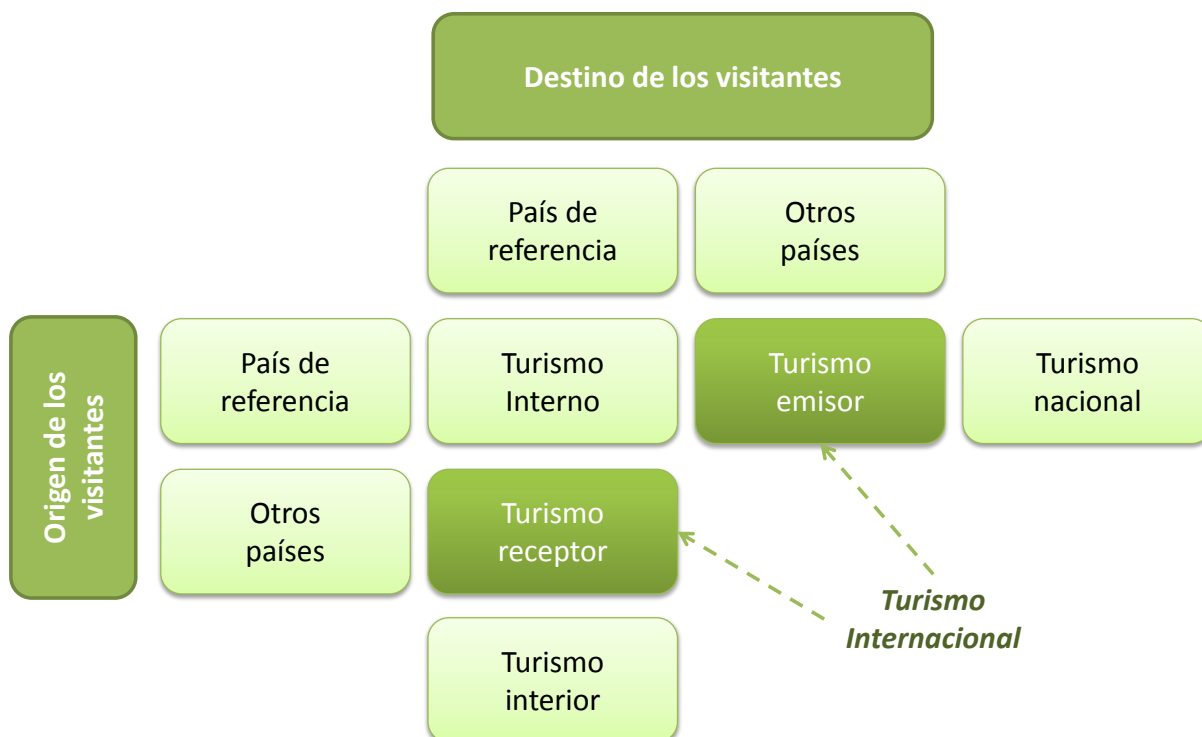 Destino de los visitantes
País de
referencia
Otros
países
Origen de los
visitantes
País de
referencia
Turismo
Interno
Turismo
emisor
Turismo
nacional
Otros
países
Turismo
receptor
Turismo
Internacional
Turismo
interior